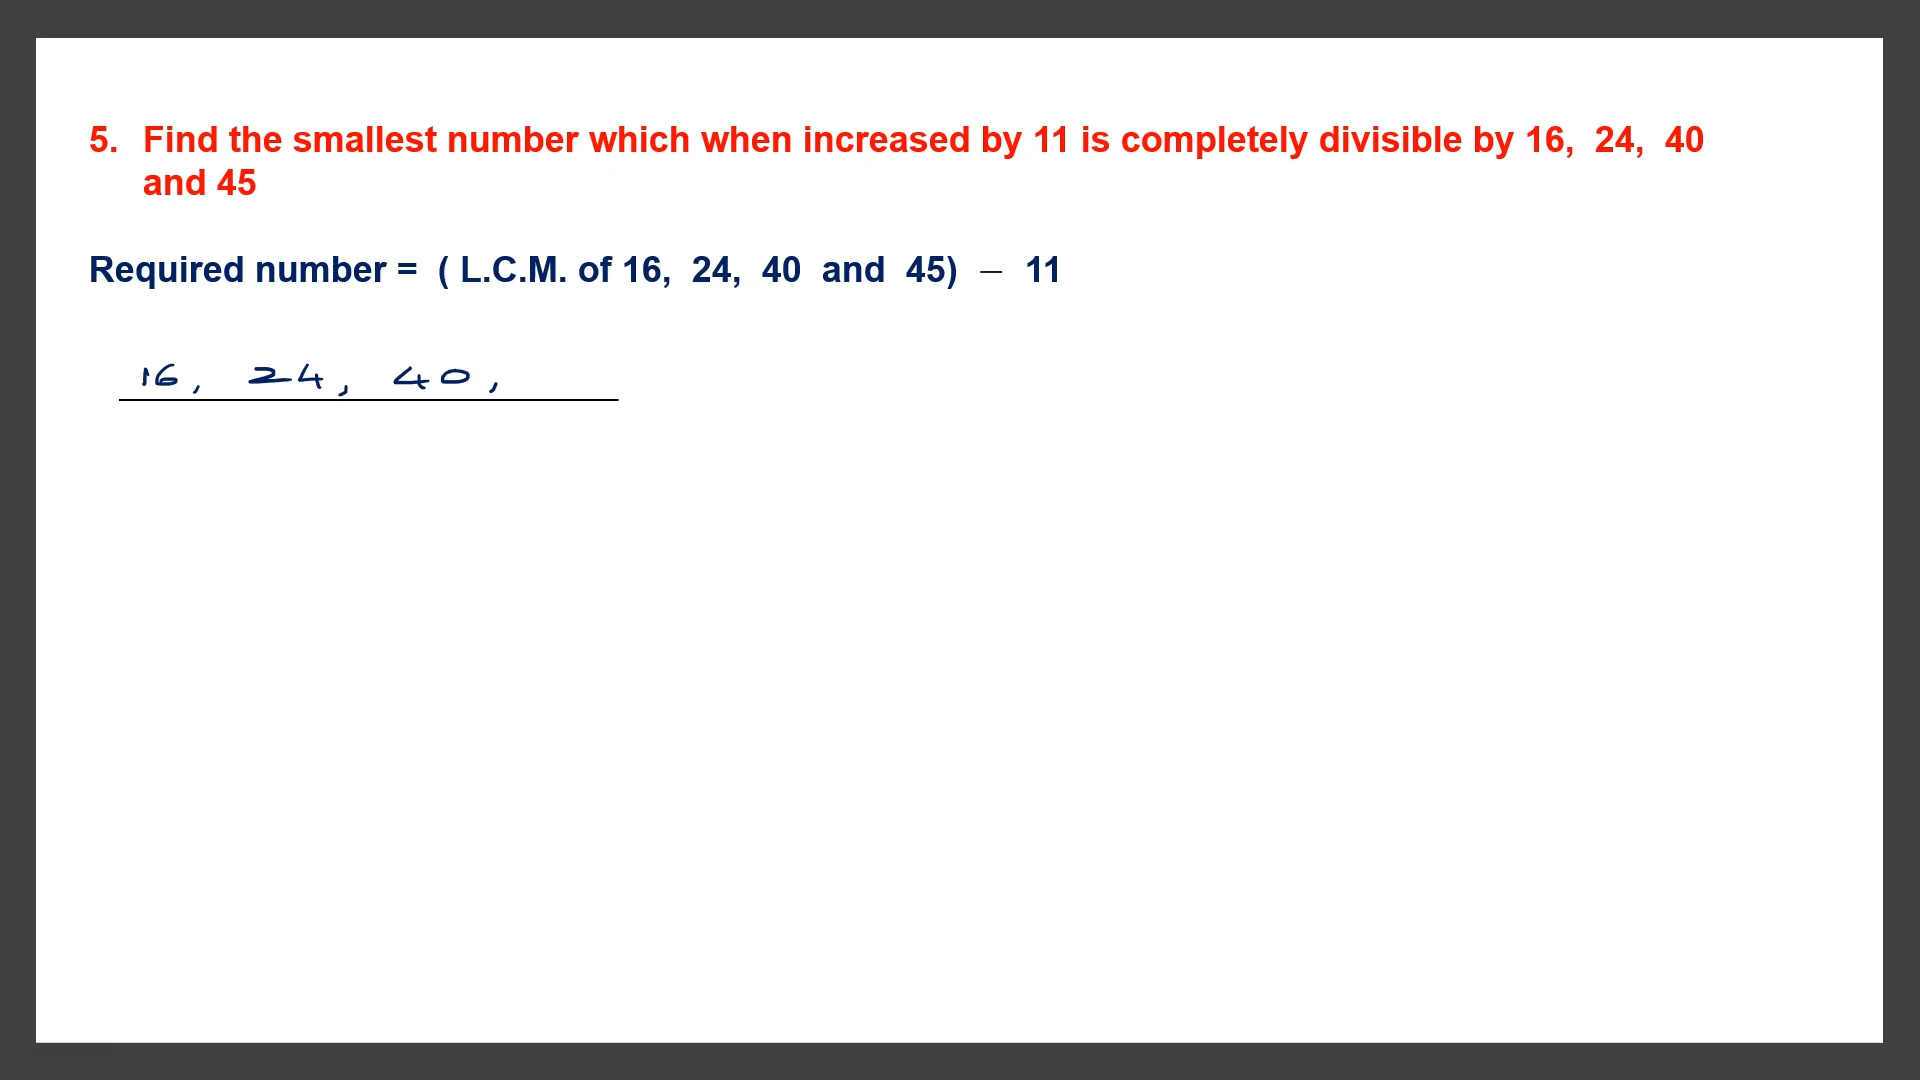 5. Find the smallest number which when increased by 11 is completely divisible by 16, 24, 40
and 45
Required number = ( L.C.M. of 16, 24, 40 and 45) – 11
16, 24, 40,